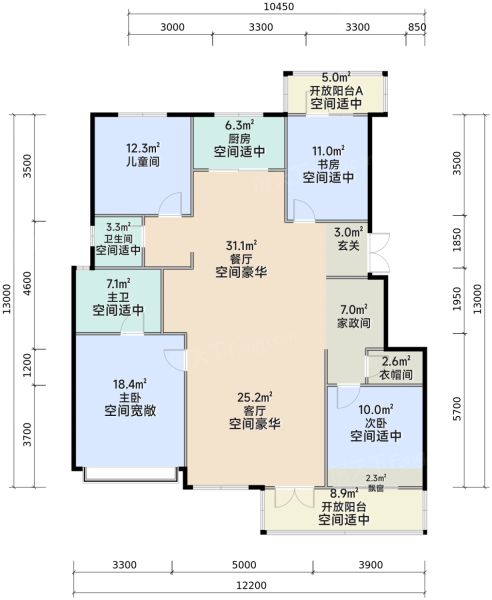 10450
3000
3300
3300
850
5.0㎡
开放阳台A
空间适中
6.3㎡
厨房
空间适中
12.3㎡
儿童间
11.0㎡
书房
空间适中
3500
3500
3.3㎡
卫生间
空间适中
31.1㎡
餐厅
空间豪华
3.0㎡
玄关
1850
4600
13000
7.1㎡
主卫
空间适中
7.0㎡
家政间
1950
13000
1200
2.6㎡
衣帽间
18.4㎡
主卧
空间宽敞
25.2㎡
客厅
空间豪华
10.0㎡
次卧
空间适中
3700
5700
2.3㎡
飘窗
8.9㎡
开放阳台
空间适中
3300
5000
3900
12200